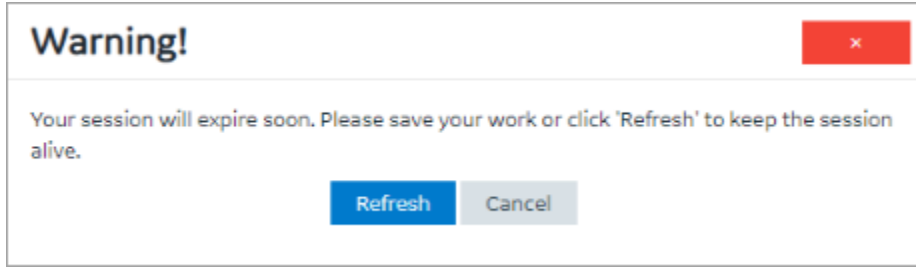 Warning!
×
Your session will expire soon. Please save your work or click 'Refresh' to keep the session
alive.
Refresh Cancel